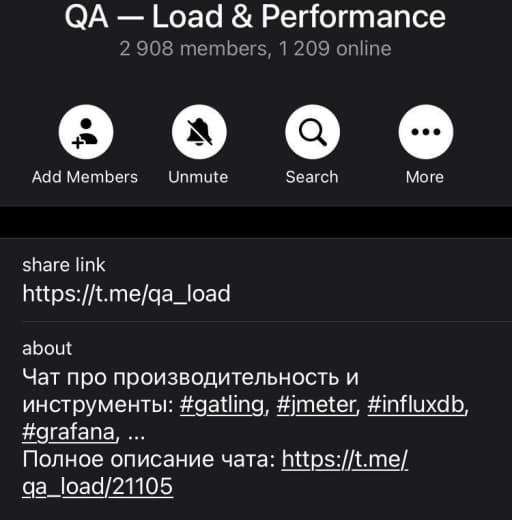 QA — Load & Performance
2 908 members, 1 209 online
Add Members Unmute Search More
share link
https://t.me/qa_load
about
Чат про производительность и
инструменты: #gatling, #jmeter, #influxdb,
#grafana, ...
Полное описание чата: https://t.me/
qa_load/21105